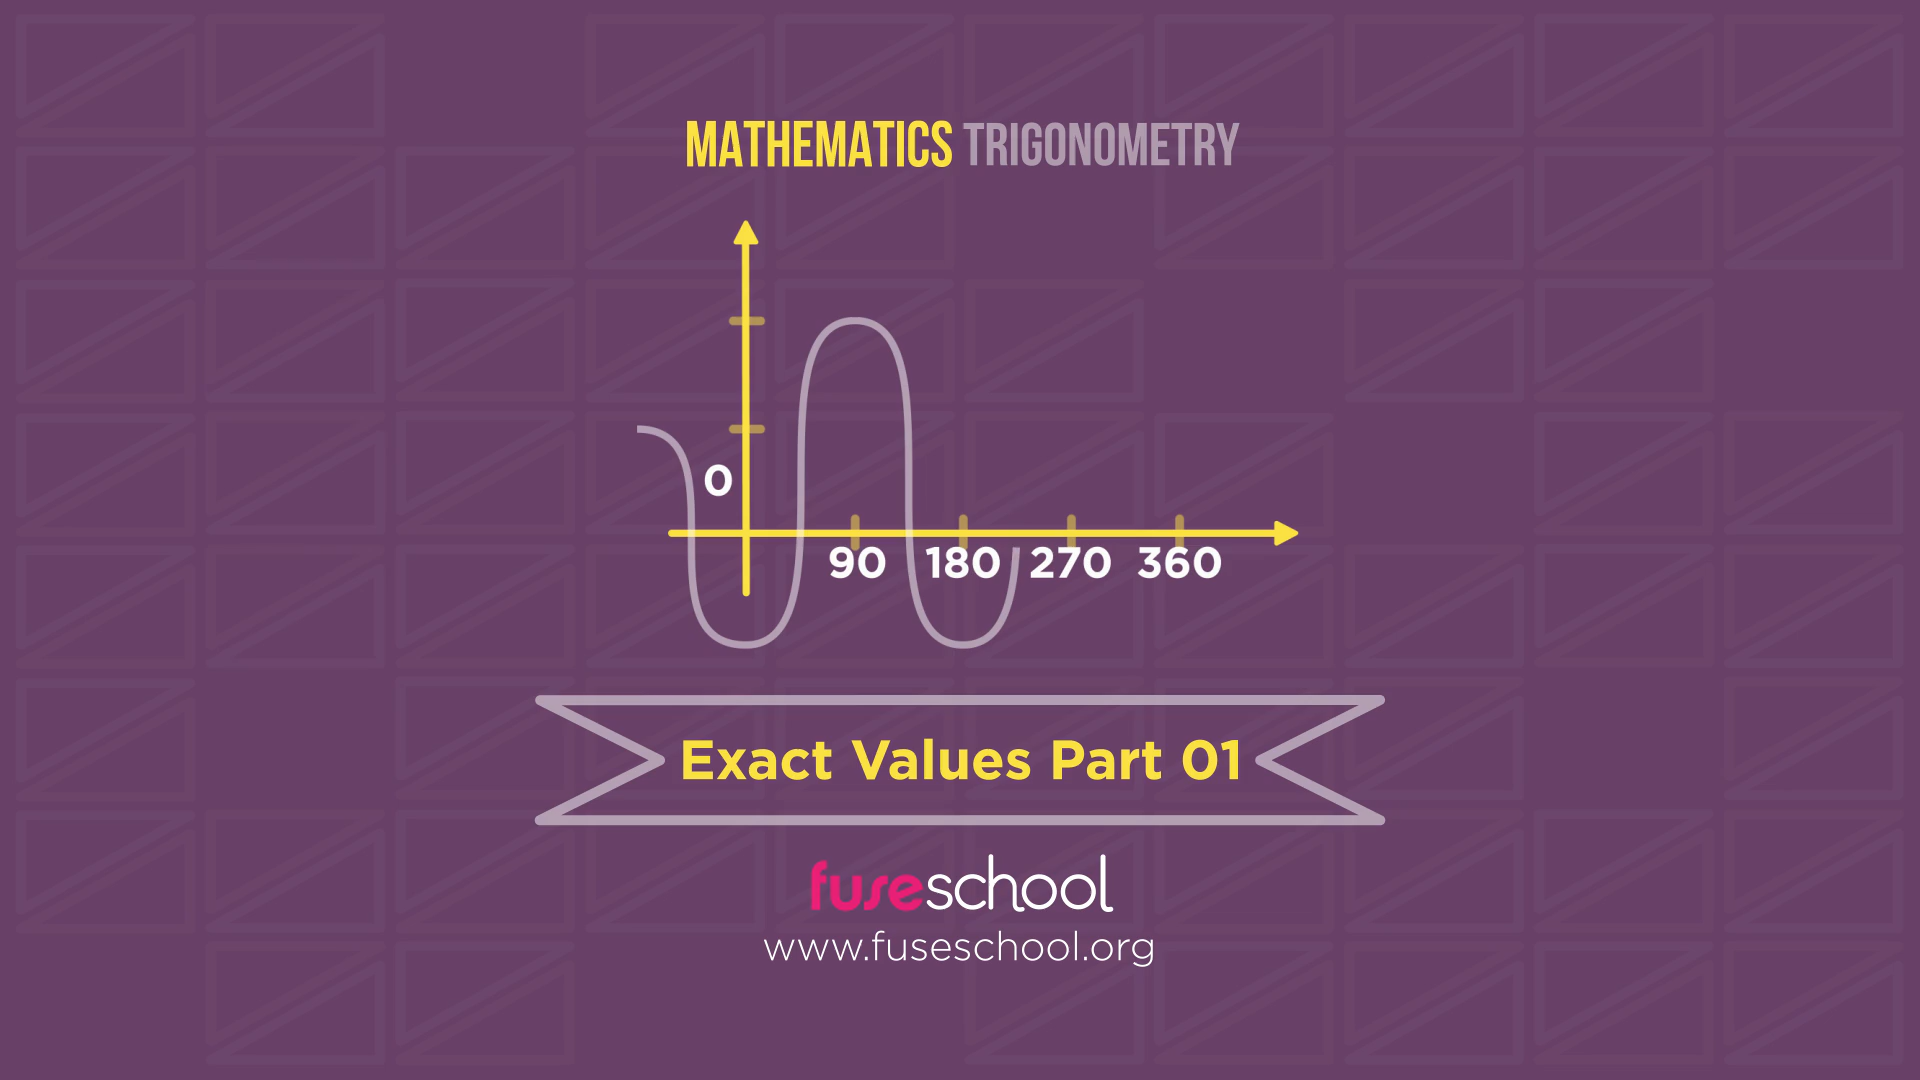 MATHEMATICS TRIGONOMETRY
0
90 180 270 360
Exact Values Part 01
fuseschool
www.fuseschool.org